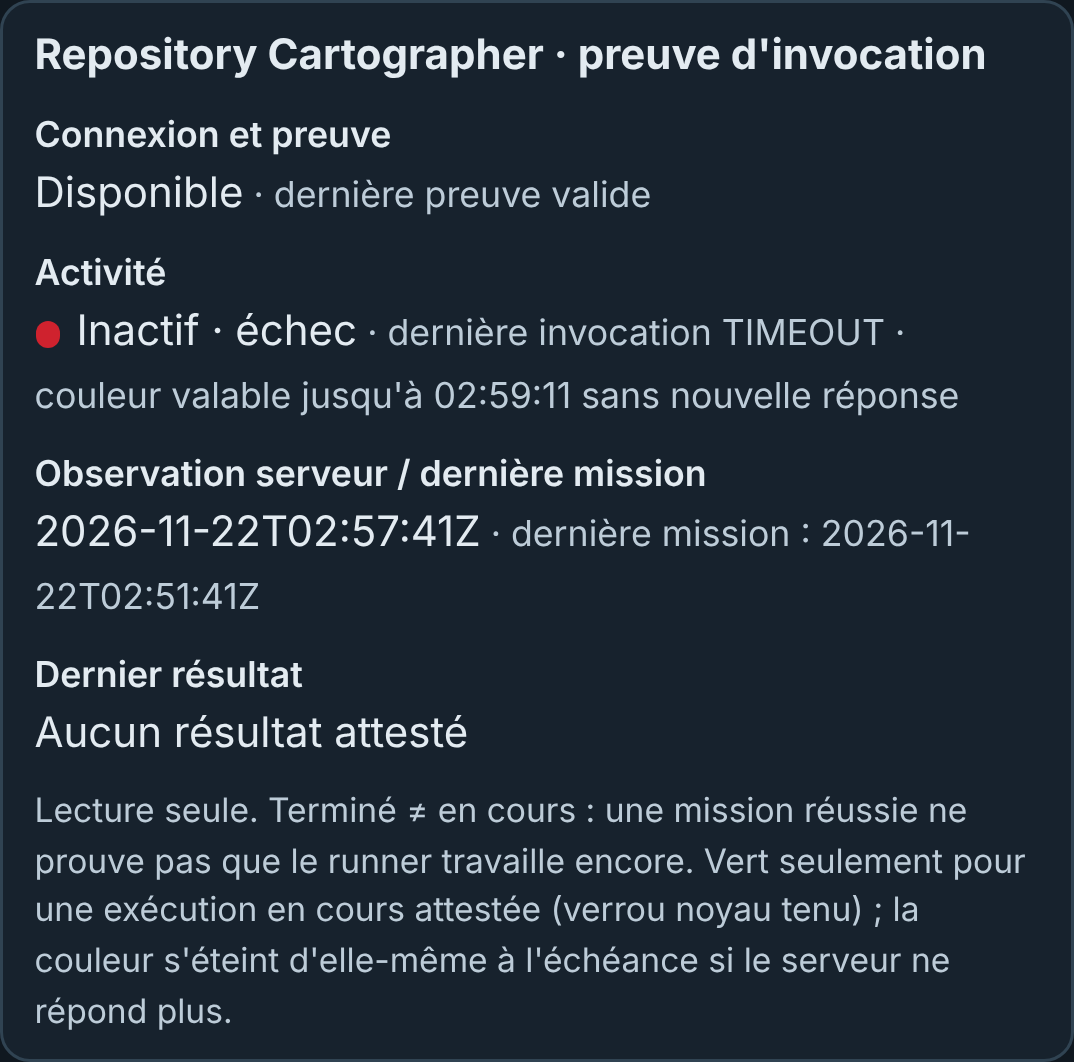 Repository Cartographer · preuve d'invocation
Connexion et preuve
Disponible · dernière preuve valide
Activité
Inactif · échec · dernière invocation TIMEOUT ·
couleur valable jusqu'à 02:59:11 sans nouvelle réponse
Observation serveur / dernière mission
2026-11-22T02:57:41Z · dernière mission : 2026-11-
22T02:51:41Z
Dernier résultat
Aucun résultat attesté
Lecture seule. Terminé ≠ en cours : une mission réussie ne
prouve pas que le runner travaille encore. Vert seulement pour
une exécution en cours attestée (verrou noyau tenu) ; la
couleur s'éteint d'elle-même à l'échéance si le serveur ne
répond plus.